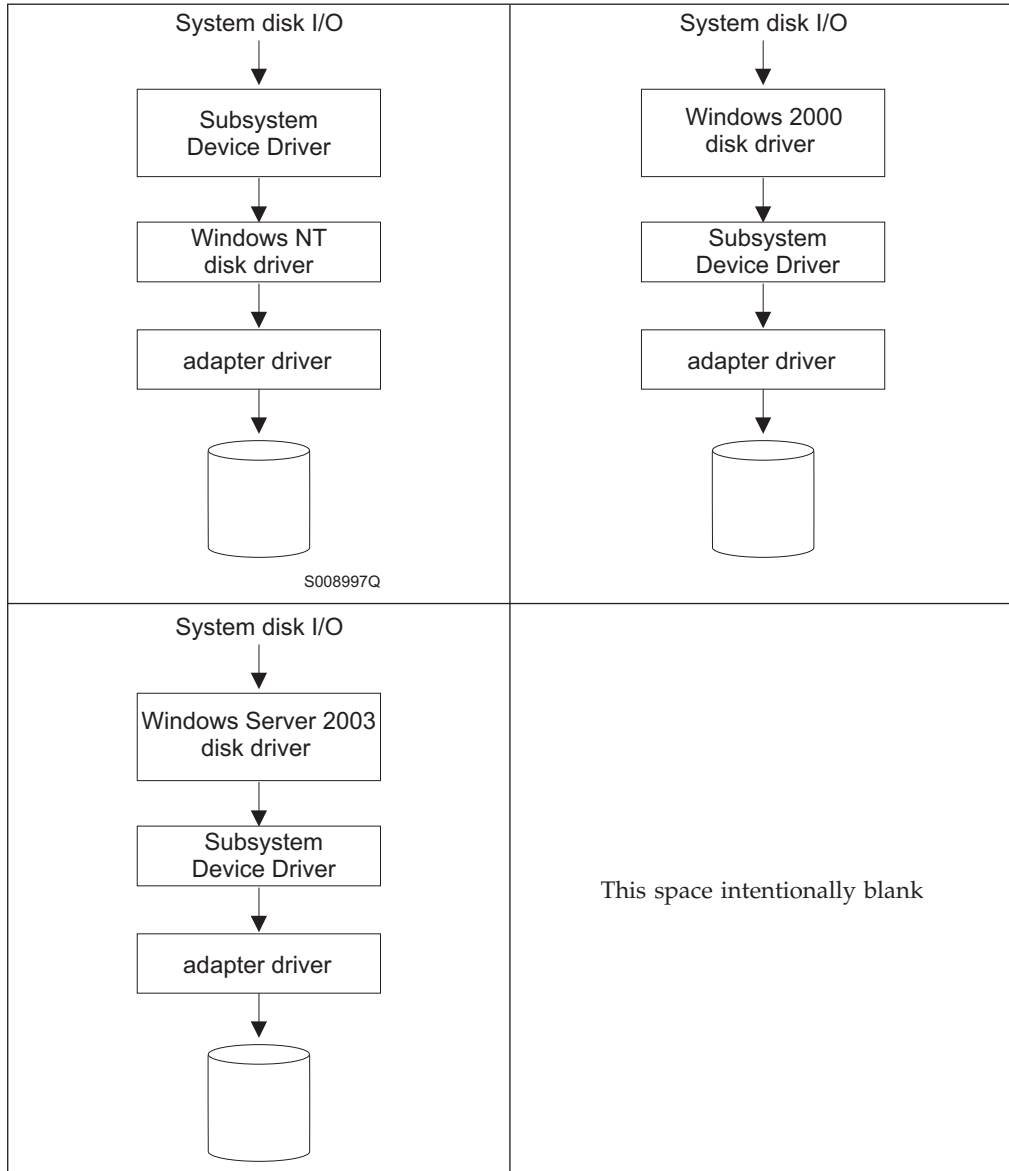 System disk I/O
Subsystem
Device Driver
Windows NT
disk driver
adapter driver
S008997Q
System disk I/O
Windows 2000
disk driver
Subsystem
Device Driver
adapter driver
System disk I/O
Windows Server 2003
disk driver
Subsystem
Device Driver
adapter driver
This space intentionally blank